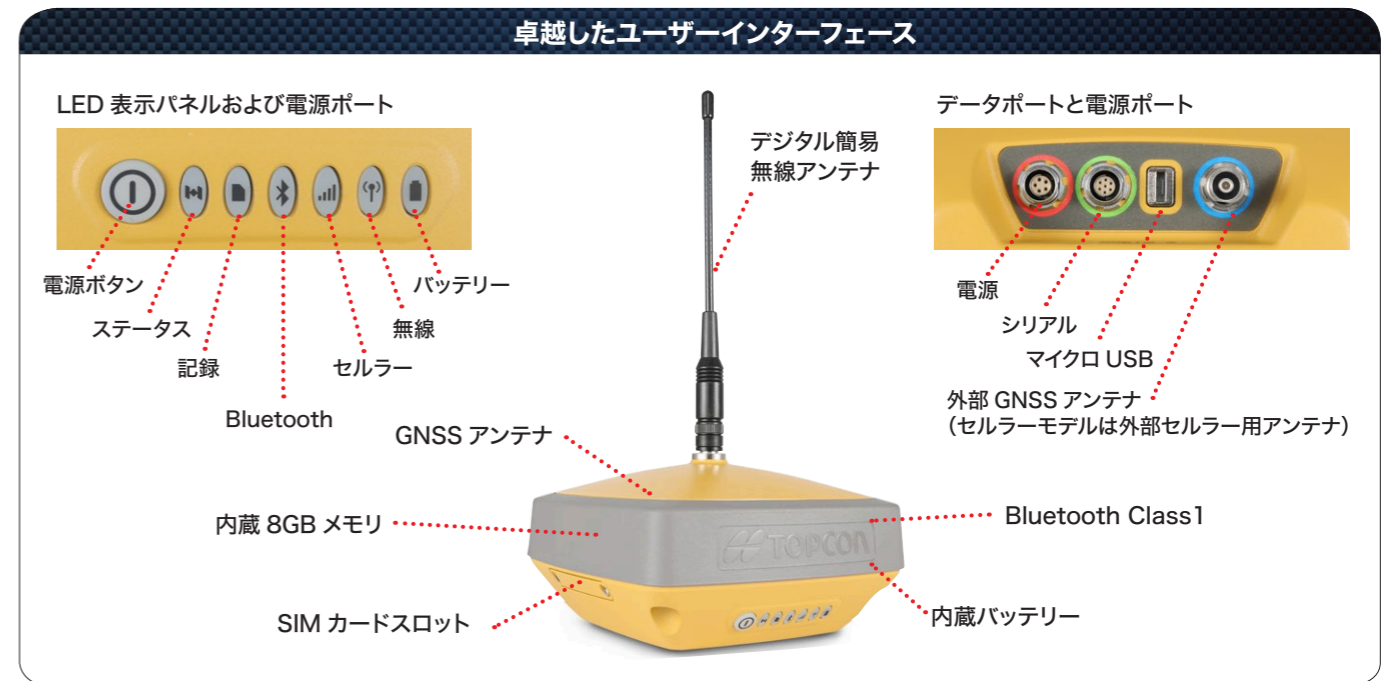 卓越したユーザーインターフェース
LED 表示パネルおよび電源ポート
電源ボタン
ステータス
記録
Bluetooth
セルラー
無線
バッテリー
デジタル簡易
無線アンテナ
データポートと電源ポート
電源
シリアル
マイクロ USB
外部 GNSS アンテナ
（セルラーモデルは外部セルラー用アンテナ）
GNSS アンテナ
内蔵 8GB メモリ
SIM カードスロット
Bluetooth Class1
内蔵バッテリー
TOPCON